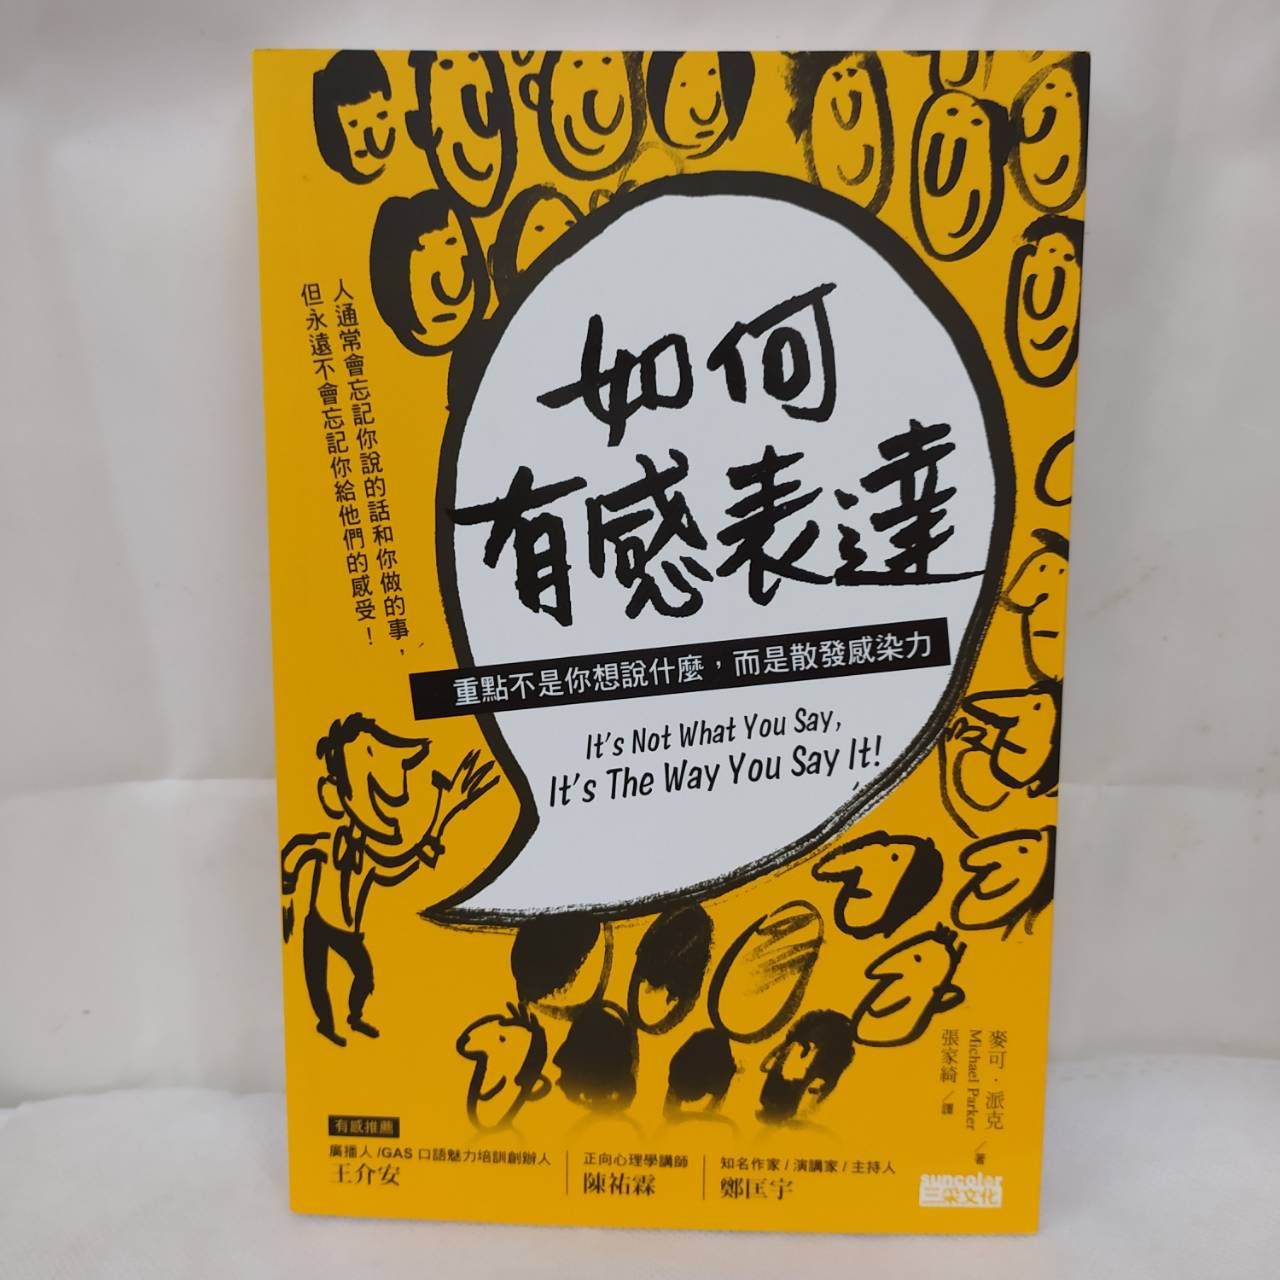 人通常會忘記你說的話和你做的事，
但永遠不會忘記你給他們的感受！
如何
有感表達
重點不是你想說什麼，而是散發感染力
It's Not What You Say,
It's The Way You Say It!
麥可．派克
Michael Parker／著
張家綺／譯
有感推薦
廣播人/GAS口語魅力培訓創辦人
王介安
正向心理學講師
陳祐霖
知名作家/演講家/主持人
鄭匡宇
suncolor
三采文化